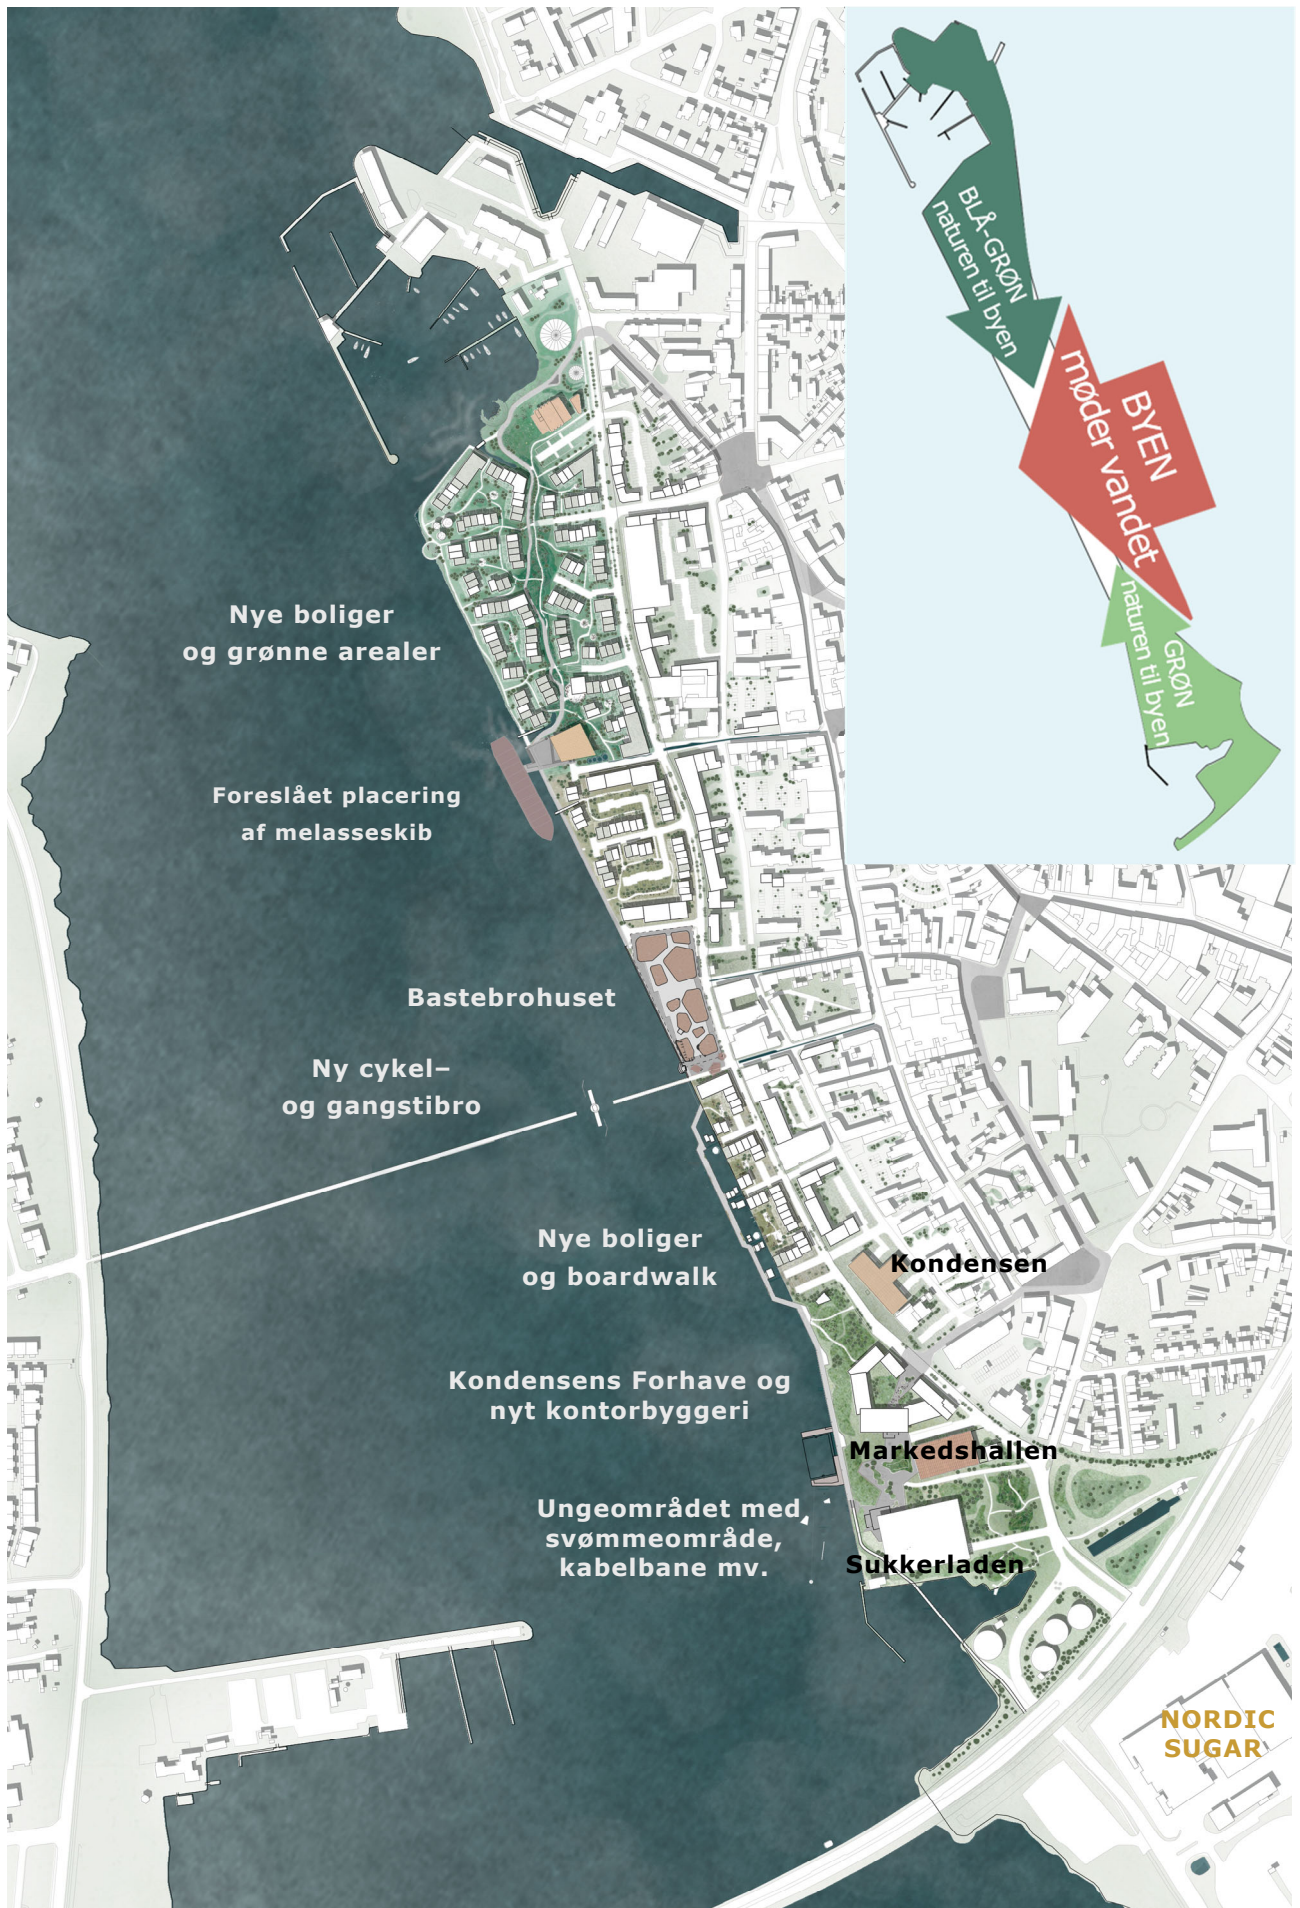 BLÅ-GRØN
naturen til byen
BYEN
møder vandet
GRØN
naturen til byen
Nye boliger
og grønne arealer
Foreslået placering
af melasseskib
Bastebrohuset
Ny cykel–
og gangstibro
Nye boliger
og boardwalk
Kondensen
Kondensens Forhave og
nyt kontorbyggeri
Markedshallen
Ungeområdet med
svømmeområde,
kabelbane mv.
Sukkerladen
NORDIC
SUGAR